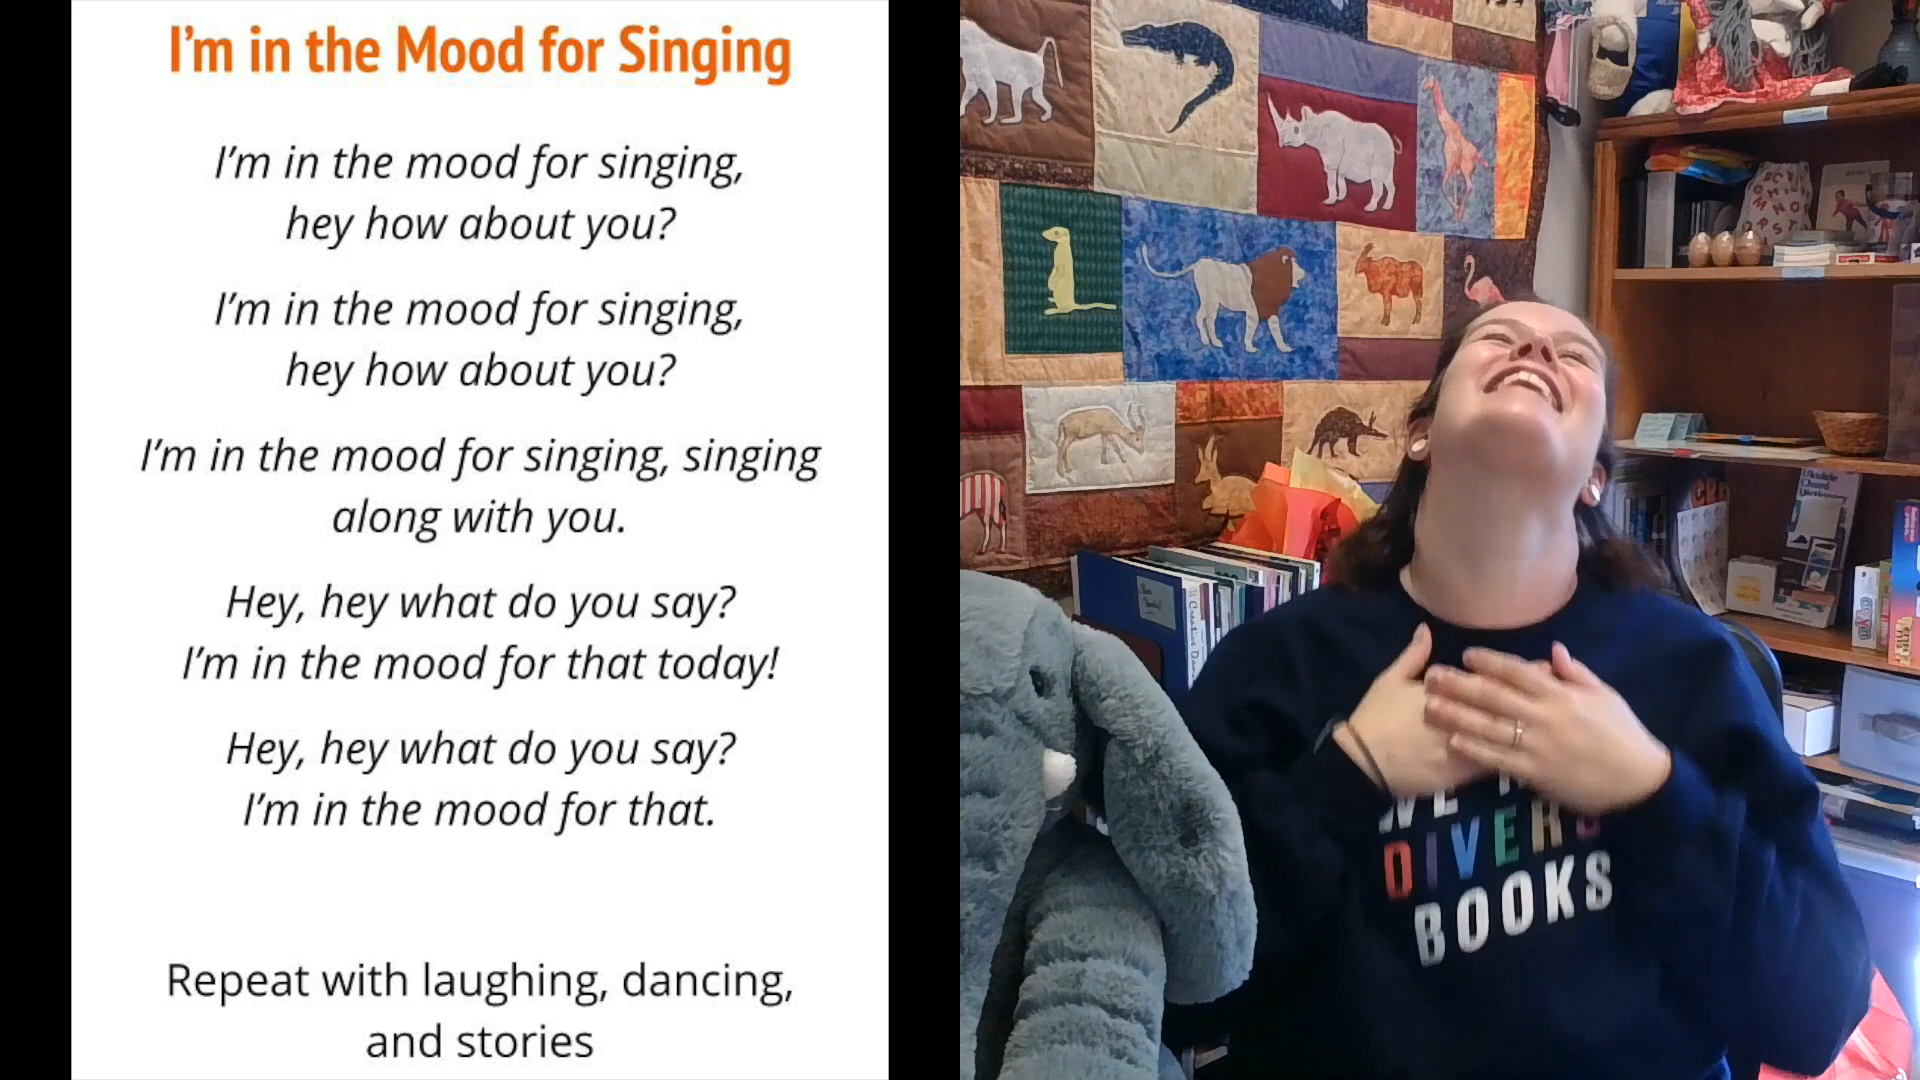 I'm in the Mood for Singing
I'm in the mood for singing,
hey how about you?
I'm in the mood for singing,
hey how about you?
I'm in the mood for singing, singing
along with you.
Hey, hey what do you say?
I'm in the mood for that today!
Hey, hey what do you say?
I'm in the mood for that.
Repeat with laughing, dancing,
and stories
BOOKS
Ukulele
Chord